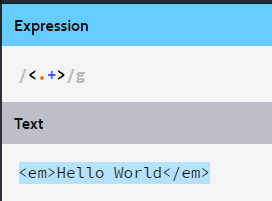 Expression
/<.+>/g
Text
<em>Hello World</em>